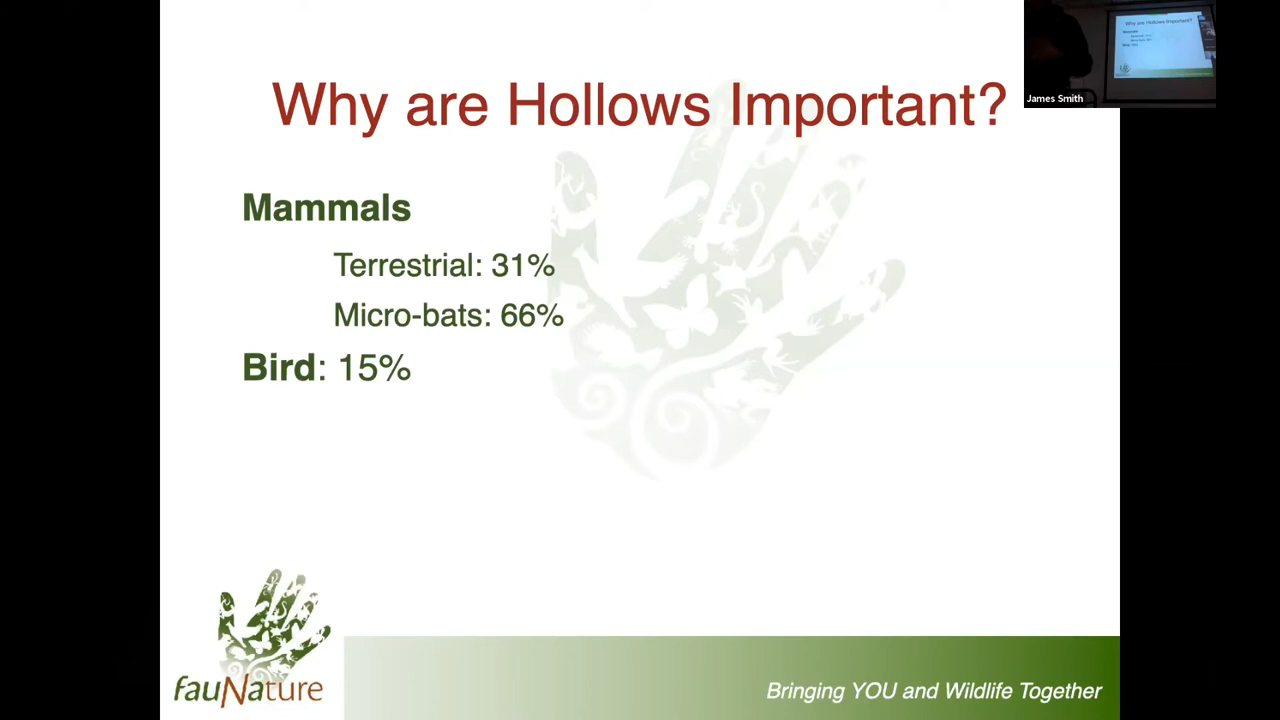 Why are Hollows Important?
James Smith
Mammals
Terrestrial: 31%
Micro-bats: 66%
Bird: 15%
fauNature
Bringing YOU and Wildlife Together